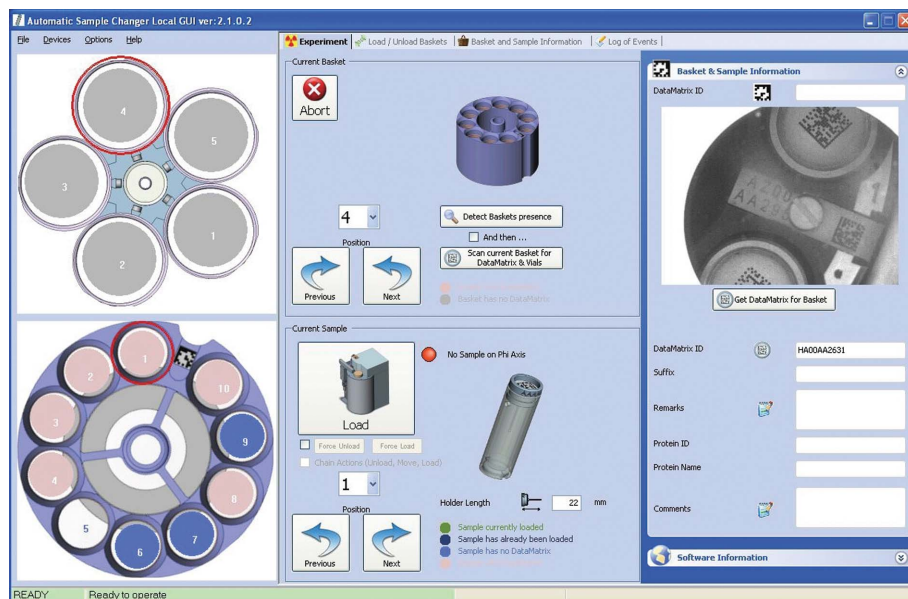 Automatic Sample Changer Local GUI ver:2.1.0.2
File Devices Options Help
Experiment Load / Unload Baskets Basket and Sample Information Log of Events
4
5
3
1
2
1
2
10
3
9
4
8
5
6
7
Current Basket
Abort
4
Position
Previous
Next
Detect Baskets presence
And then ...
Scan current Basket for
DataMatrix & Vials
Basket has no DataMatrix
Current Sample
Load
No Sample on Phi Axis
Force Unload Force Load
Chain Actions (Unload, Move, Load)
1
Position
Previous
Next
Holder Length 22 mm
Sample currently loaded
Sample has already been loaded
Sample has no DataMatrix
Basket & Sample Information
DataMatrix ID
1
Get DataMatrix for Basket
DataMatrix ID HA00AA2631
Suffix
Remarks
Protein ID
Protein Name
Comments
Software Information
READY Ready to operate